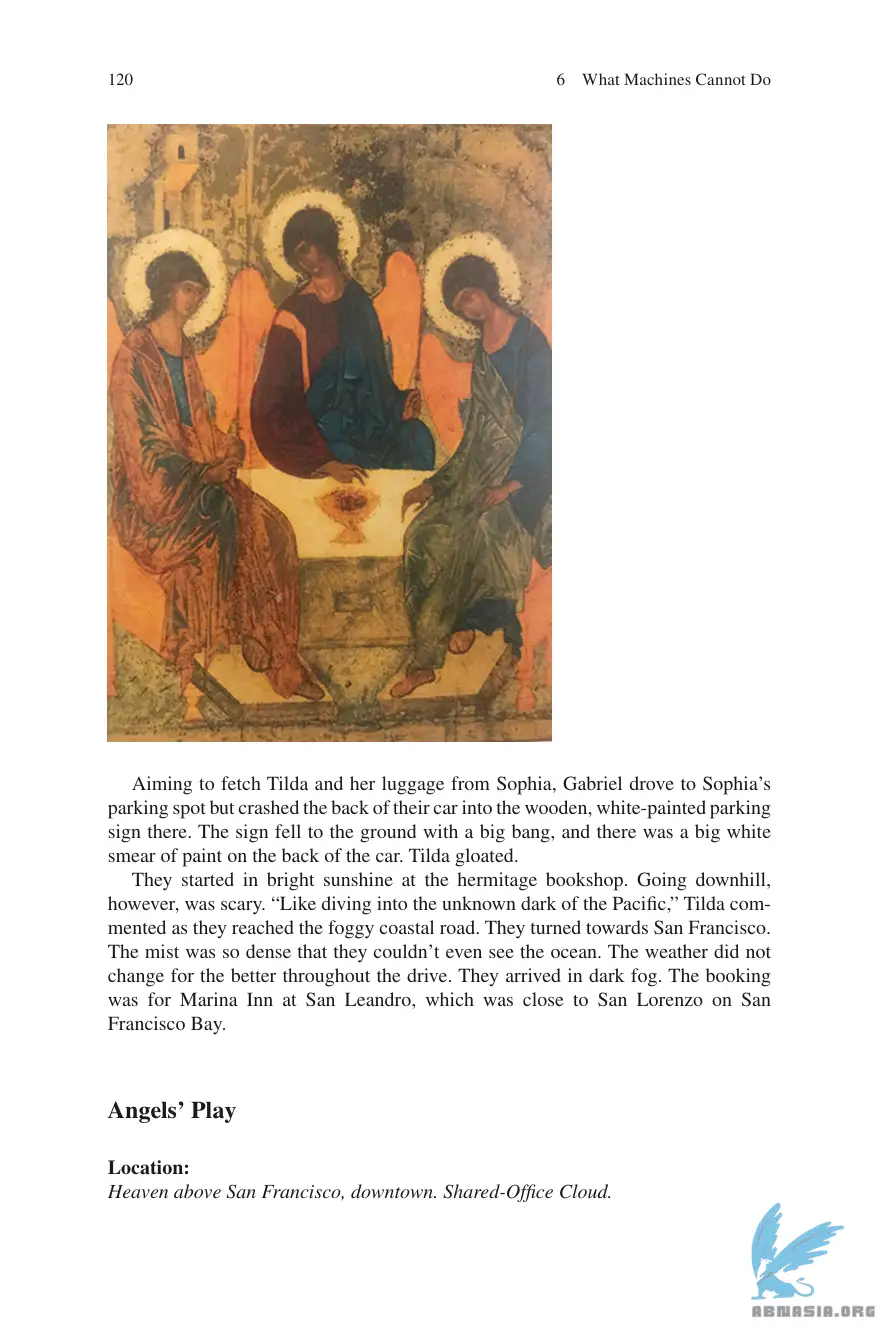 120
6 What Machines Cannot Do
Aiming to fetch Tilda and her luggage from Sophia, Gabriel drove to Sophia’s
parking spot but crashed the back of their car into the wooden, white-painted parking
sign there. The sign fell to the ground with a big bang, and there was a big white
smear of paint on the back of the car. Tilda gloated.
They started in bright sunshine at the hermitage bookshop. Going downhill,
however, was scary. “Like diving into the unknown dark of the Pacific,” Tilda com-
mented as they reached the foggy coastal road. They turned towards San Francisco.
The mist was so dense that they couldn’t even see the ocean. The weather did not
change for the better throughout the drive. They arrived in dark fog. The booking
was for Marina Inn at San Leandro, which was close to San Lorenzo on San
Francisco Bay.
Angels’ Play
Location:
Heaven above San Francisco, downtown. Shared-Office Cloud.
ABMASIA.ORG